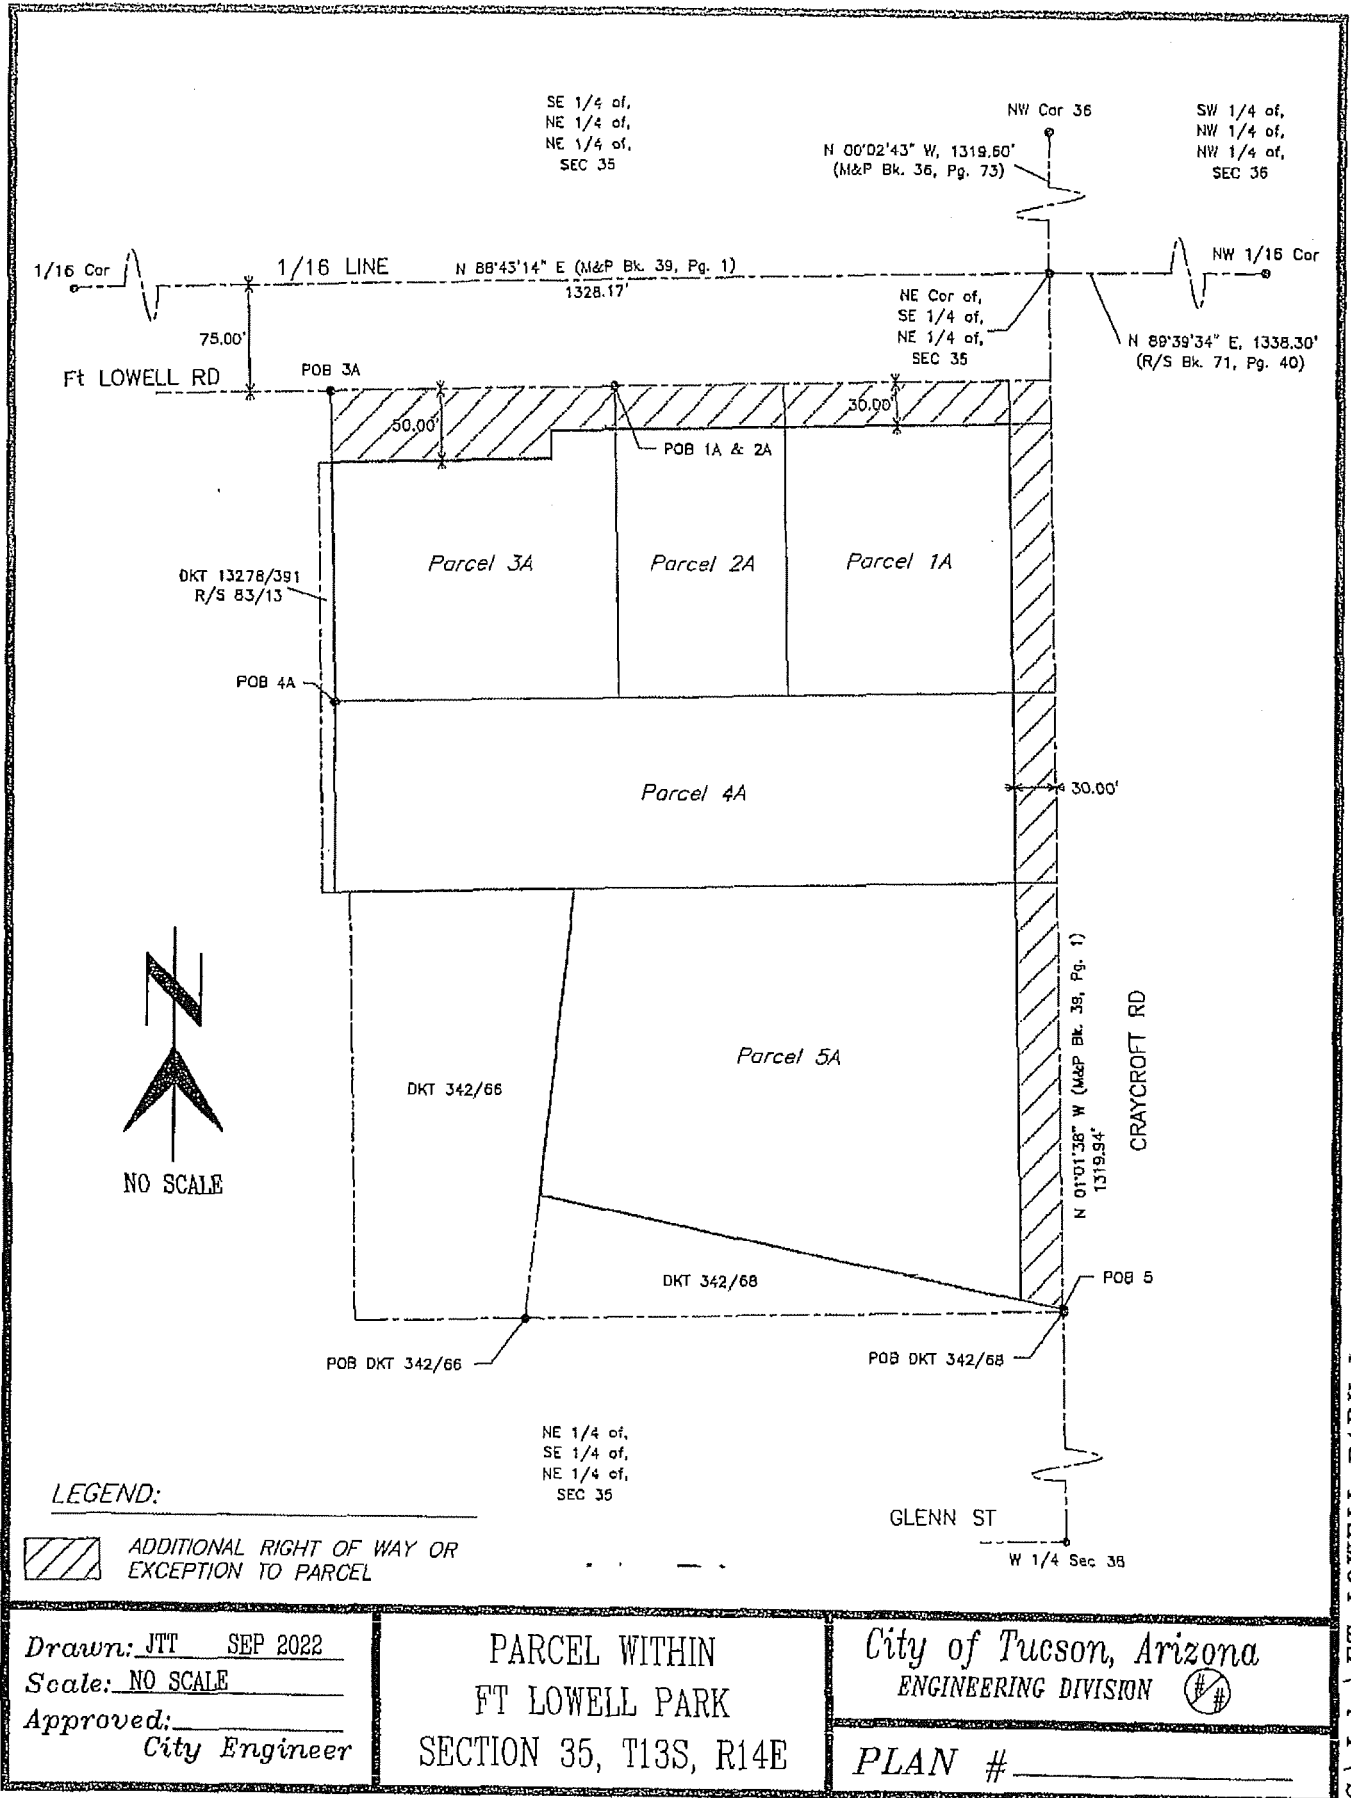 SE 1/4 of,
NE 1/4 of,
NE 1/4 of,
SEC 35
NW Cor 36
N 00°02'43" W, 1319.60'
(M&P Bk. 36, Pg. 73)
SW 1/4 of,
NW 1/4 of,
NW 1/4 of,
SEC 36
1/16 Cor
1/16 LINE
N 88°43'14" E (M&P Bk. 39, Pg. 1)
1328.17'
NW 1/16 Cor
NE Cor of,
SE 1/4 of,
NE 1/4 of,
SEC 35
N 89°39'34" E, 1338.30'
(R/S Bk. 71, Pg. 40)
75.00'
Ft LOWELL RD
POB 3A
50.00'
30.00'
POB 1A & 2A
Parcel 3A
Parcel 2A
Parcel 1A
DKT 13278/391
R/S 83/13
POB 4A
Parcel 4A
30.00'
Parcel 5A
DKT 342/66
N 01°01'38" W (M&P Bk. 39, Pg. 1)
1319.94'
CRAYCROFT RD
N
NO SCALE
DKT 342/68
POB 5
POB DKT 342/66
POB DKT 342/68
NE 1/4 of,
SE 1/4 of,
NE 1/4 of,
SEC 35
GLENN ST
W 1/4 Sec 36
LEGEND:
ADDITIONAL RIGHT OF WAY OR
EXCEPTION TO PARCEL
Drawn: JTT SEP 2022
Scale: NO SCALE
Approved:
City Engineer
PARCEL WITHIN
FT LOWELL PARK
SECTION 35, T13S, R14E
City of Tucson, Arizona
ENGINEERING DIVISION #/#
PLAN #